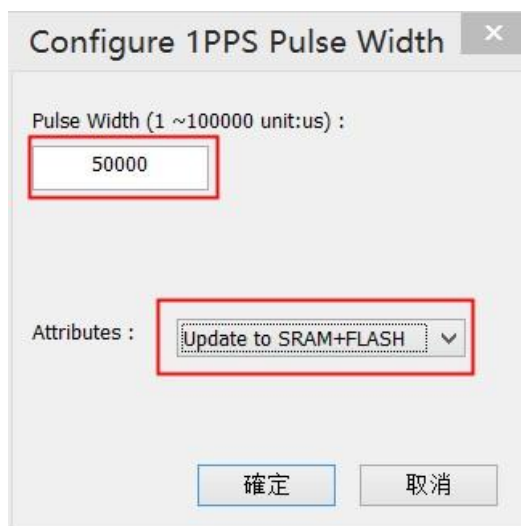 Configure 1PPS Pulse Width
Pulse Width (1 ~100000 unit:us) :
50000
Attributes : Update to SRAM+FLASH
確定 取消